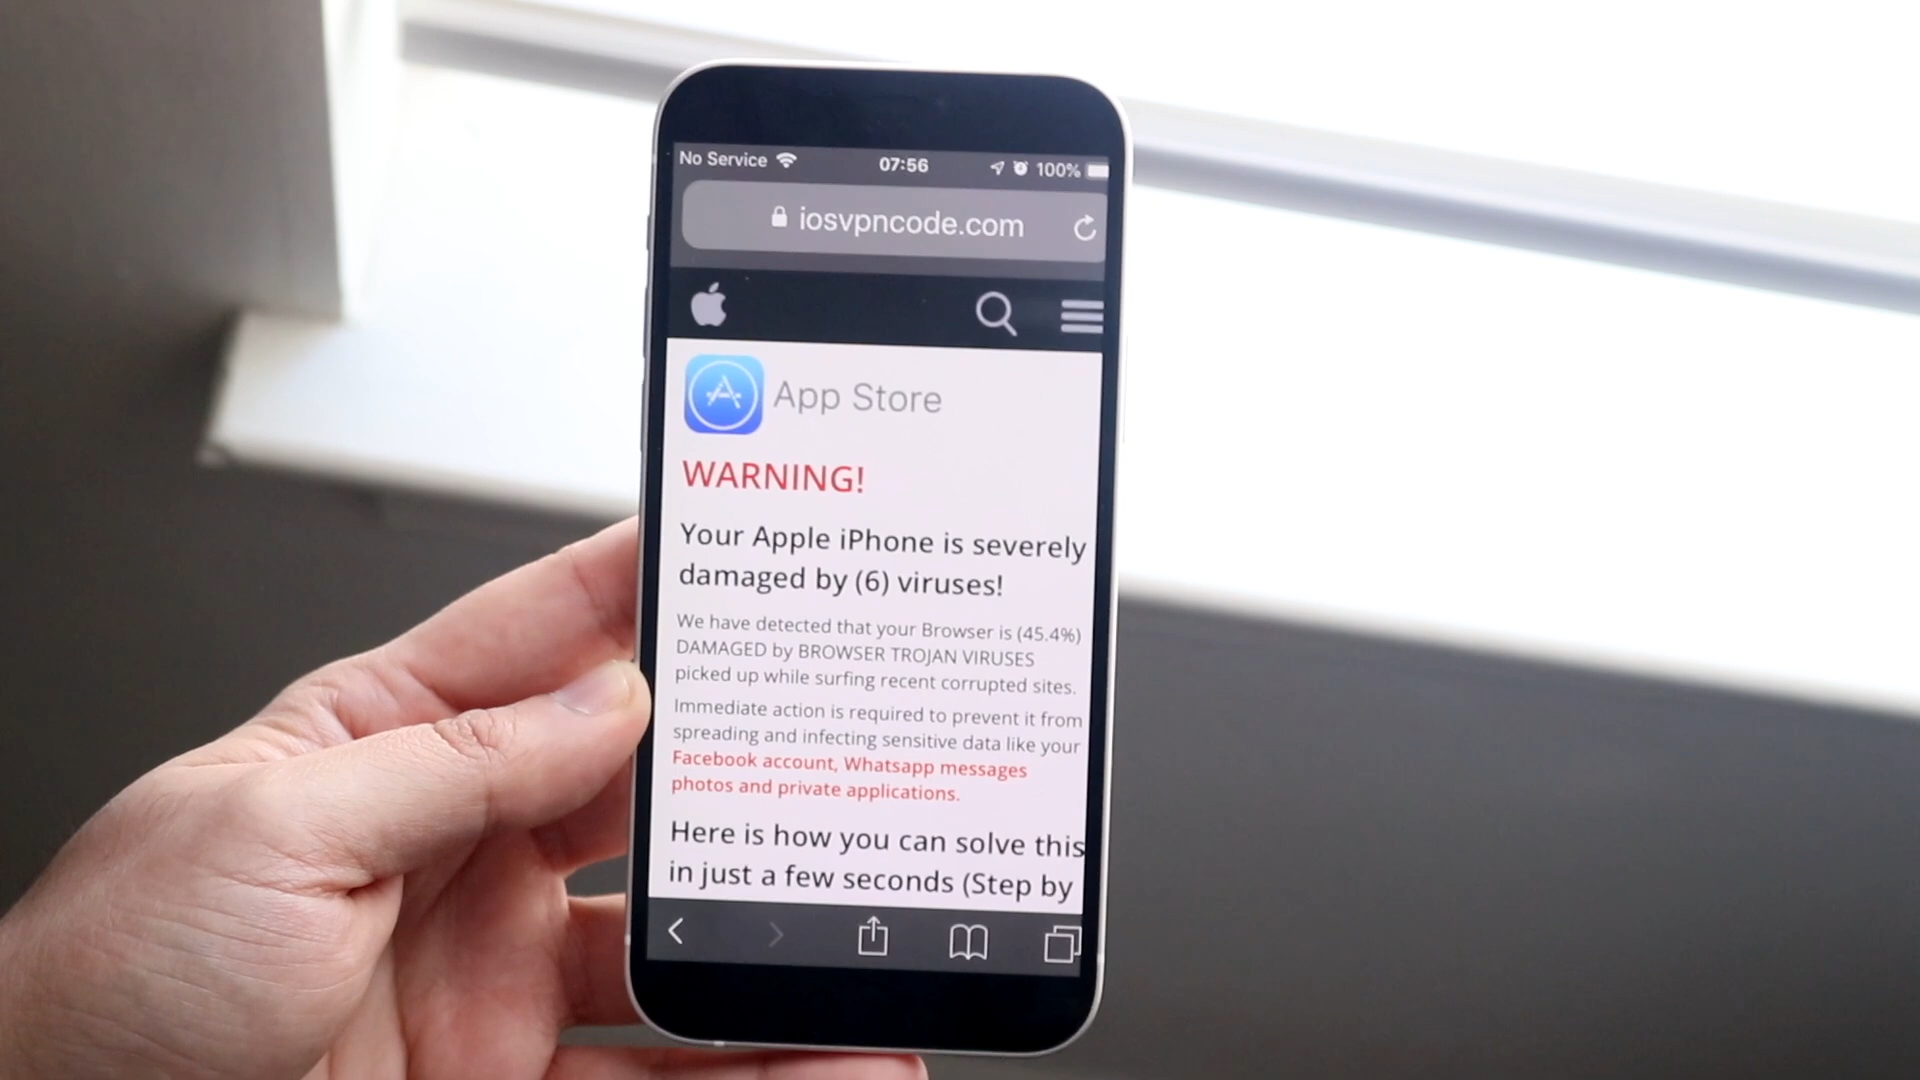 No Service 07:56 100%
iosvpncode.com
App Store
WARNING!
Your Apple iPhone is severely
damaged by (6) viruses!
We have detected that your Browser is (45.4%)
DAMAGED by BROWSER TROJAN VIRUSES
picked up while surfing recent corrupted sites.
Immediate action is required to prevent it from
spreading and infecting sensitive data like your
Facebook account, Whatsapp messages
photos and private applications.
Here is how you can solve this
in just a few seconds (Step by